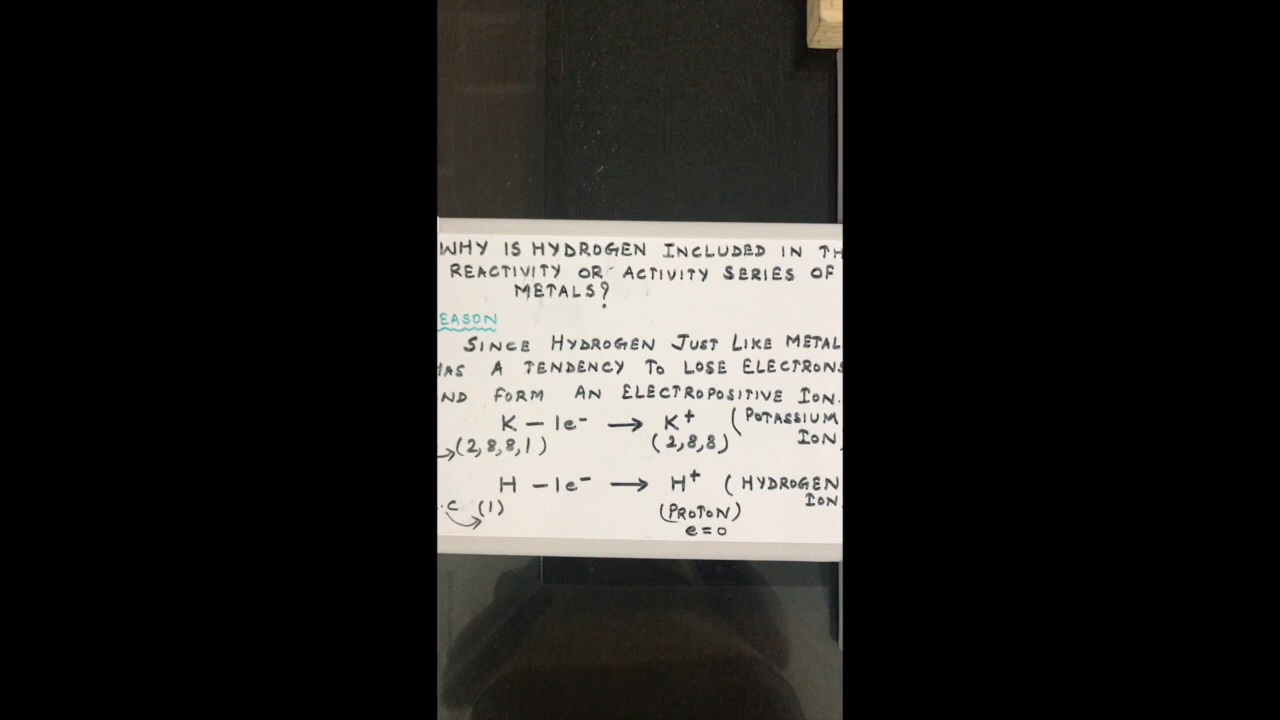 WHY IS HYDROGEN INCLUDED IN TH
REACTIVITY OR ACTIVITY SERIES OF
METALS?
EASON
SINCE HYDROGEN JUST LIKE METAL
HAS A TENDENCY TO LOSE ELECTRONS
ND FORM AN ELECTROPOSITIVE ION.
K – 1e⁻ → K⁺ (POTASSIUM
→(2,8,8,1) (2,8,8) ION)
H – 1e⁻ → H⁺ (HYDROGEN
.C (1) ION)
(PROTON)
e=0